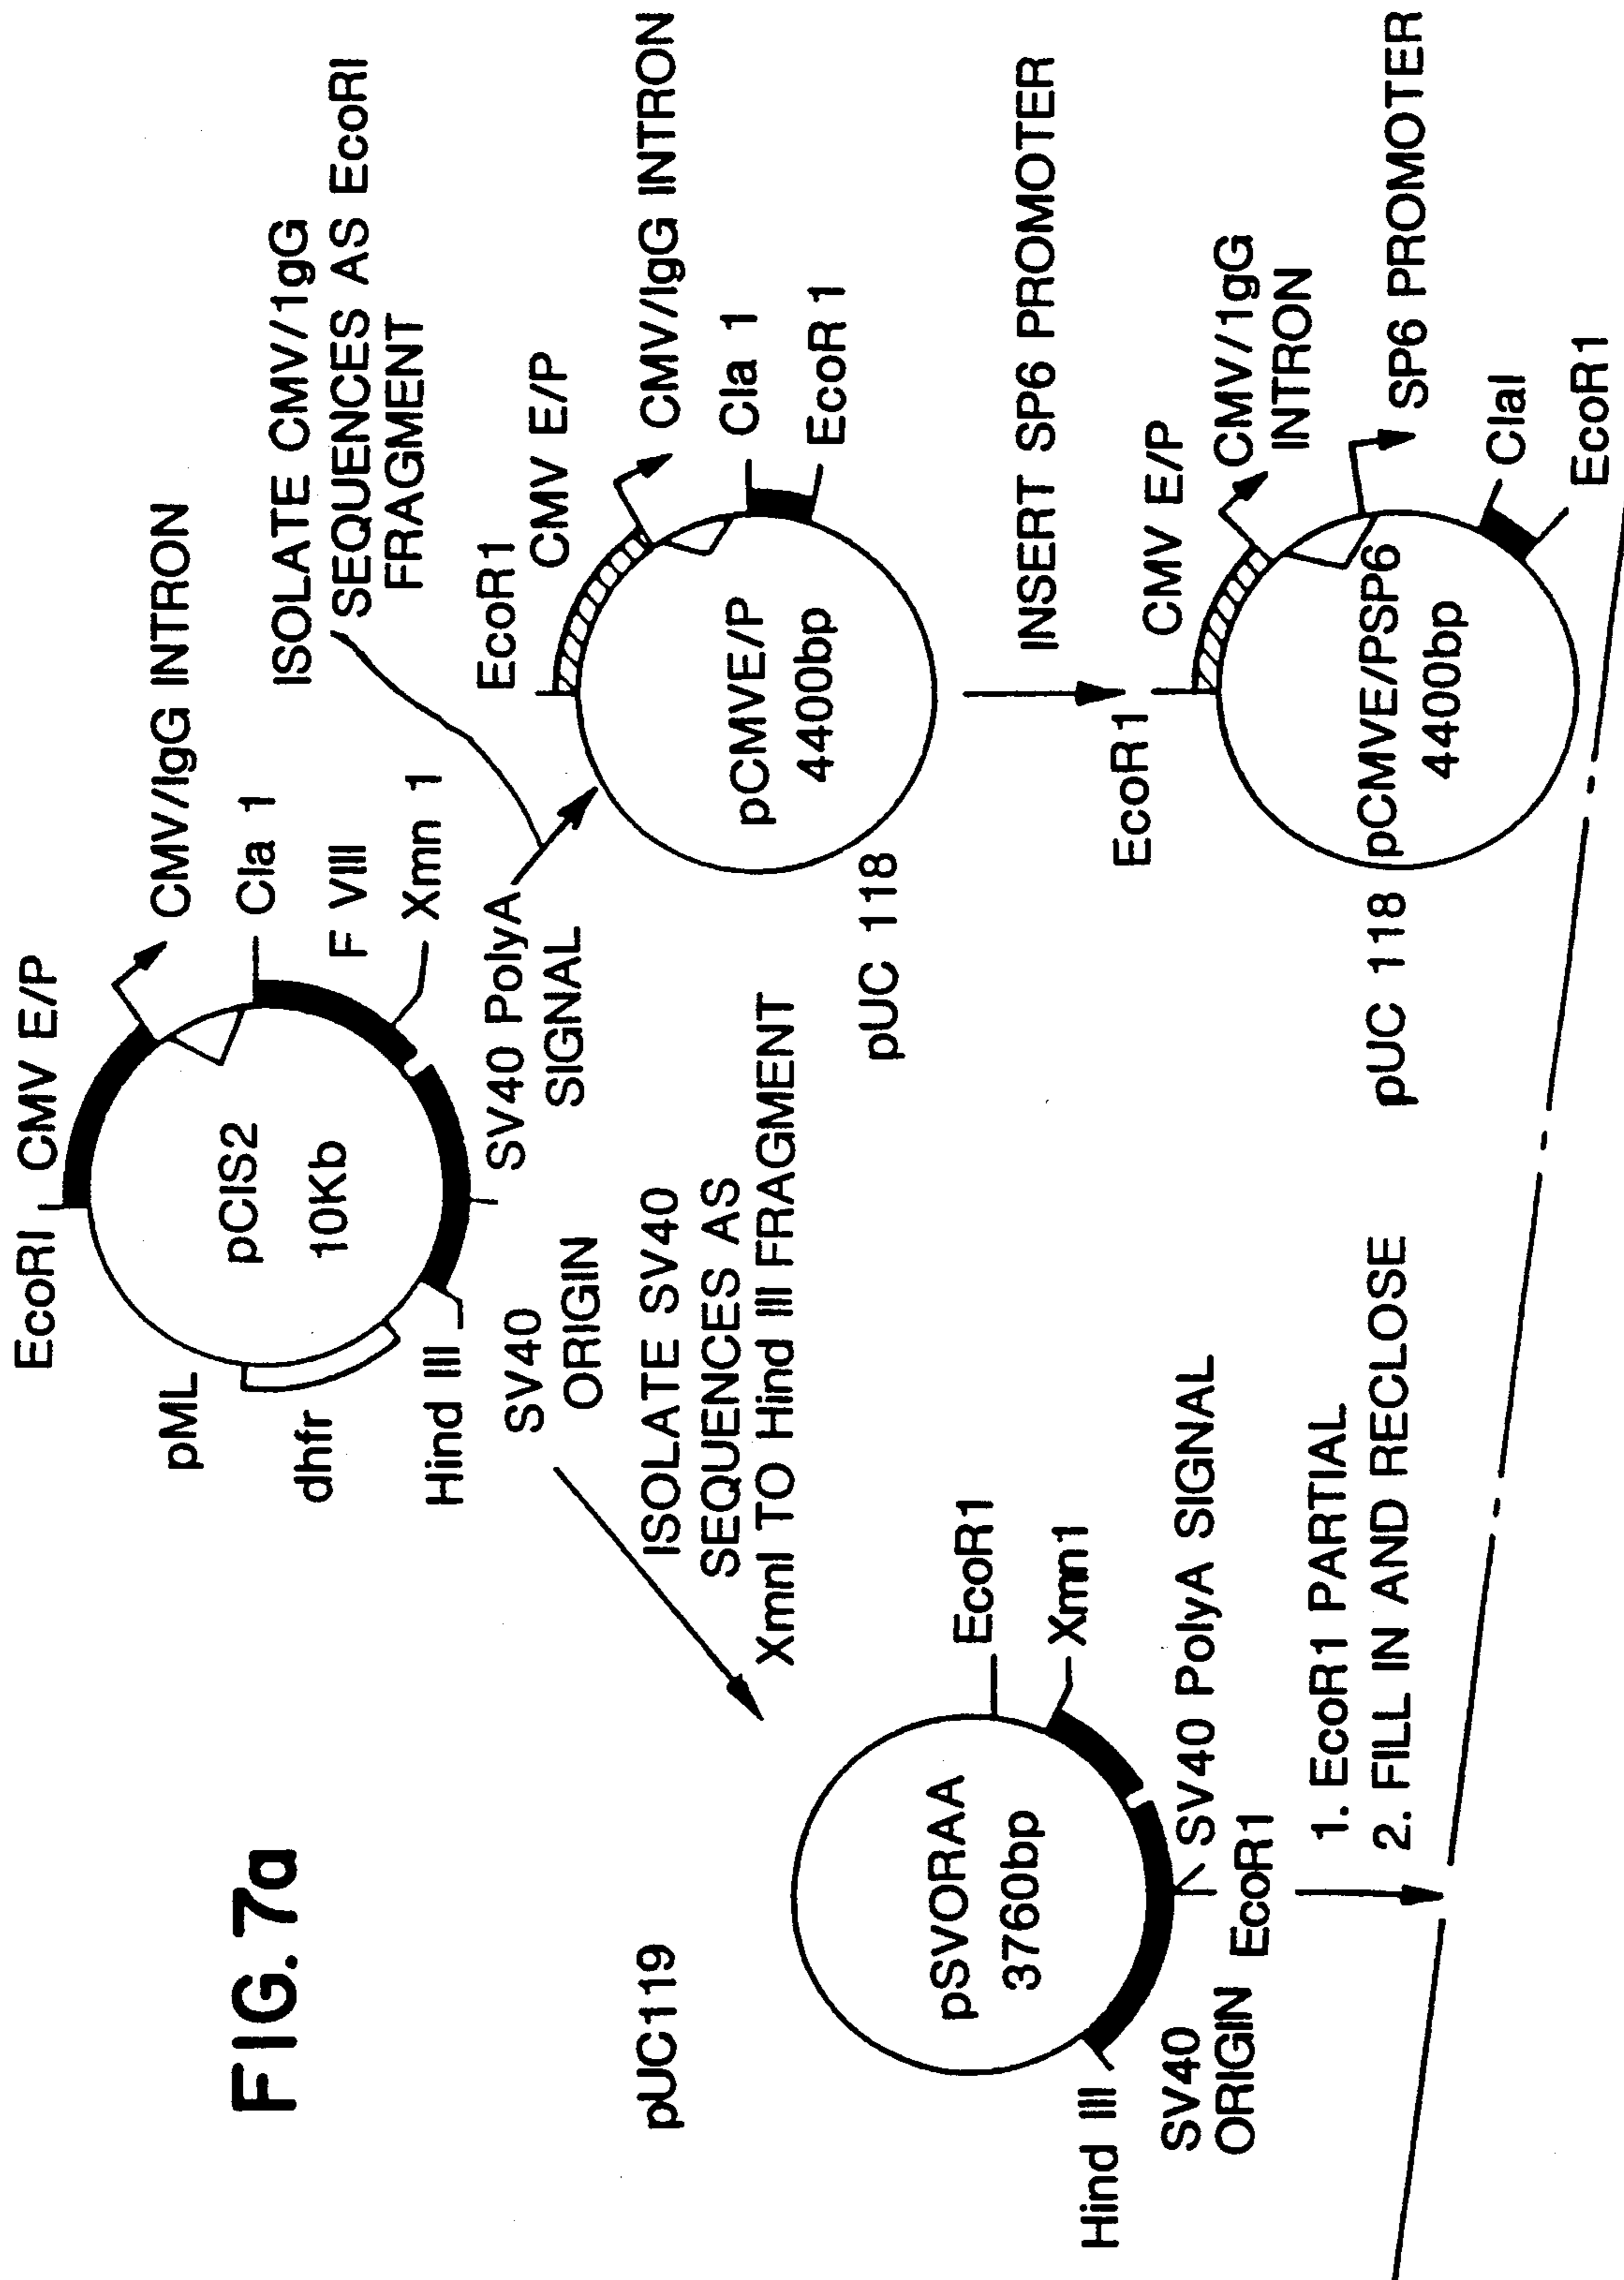 FIG.7a
EcoRI
CMV E/P
CMV/IgG INTRON
Cla 1
F VIII
Xmn 1
pML
dhfr
Hind III
pCIS2
10Kb
SV40 PolyA
SIGNAL
SV40
ORIGIN
ISOLATE CMV/1gG
SEQUENCES AS EcoRI
FRAGMENT
ISOLATE SV40
SEQUENCES AS
XmnI TO Hind III FRAGMENT
EcoR1
CMV E/P
CMV/IgG INTRON
Cla 1
EcoR 1
pCMVE/P
4400bp
pUC 118
pUC119
pSVORAA
3760bp
EcoR1
Xmn1
SV40 PolyA SIGNAL
EcoR1
Hind III
SV40
ORIGIN
INSERT SP6 PROMOTER
EcoR1
CMV E/P
CMV/1gG
INTRON
SP6 PROMOTER
ClaI
EcoR1
pCMVE/PSP6
4400bp
pUC 118
1. EcoR1 PARTIAL
2. FILL IN AND RECLOSE